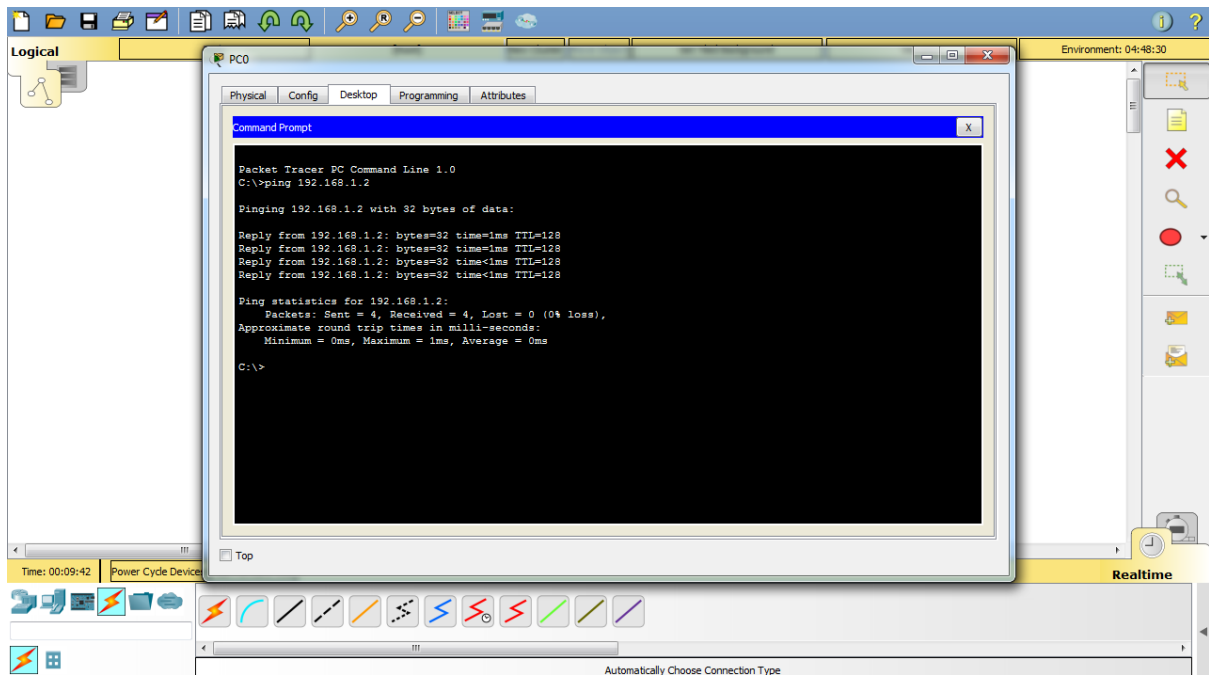 Logical
Environment: 04:48:30
PC0
Physical Config Desktop Programming Attributes
Command Prompt
X
Packet Tracer PC Command Line 1.0
C:\>ping 192.168.1.2
Pinging 192.168.1.2 with 32 bytes of data:
Reply from 192.168.1.2: bytes=32 time=1ms TTL=128
Reply from 192.168.1.2: bytes=32 time=1ms TTL=128
Reply from 192.168.1.2: bytes=32 time<1ms TTL=128
Reply from 192.168.1.2: bytes=32 time<1ms TTL=128
Ping statistics for 192.168.1.2:
Packets: Sent = 4, Received = 4, Lost = 0 (0% loss),
Approximate round trip times in milli-seconds:
Minimum = 0ms, Maximum = 1ms, Average = 0ms
C:\>
Top
Time: 00:09:42
Power Cycle Device
Realtime
Automatically Choose Connection Type